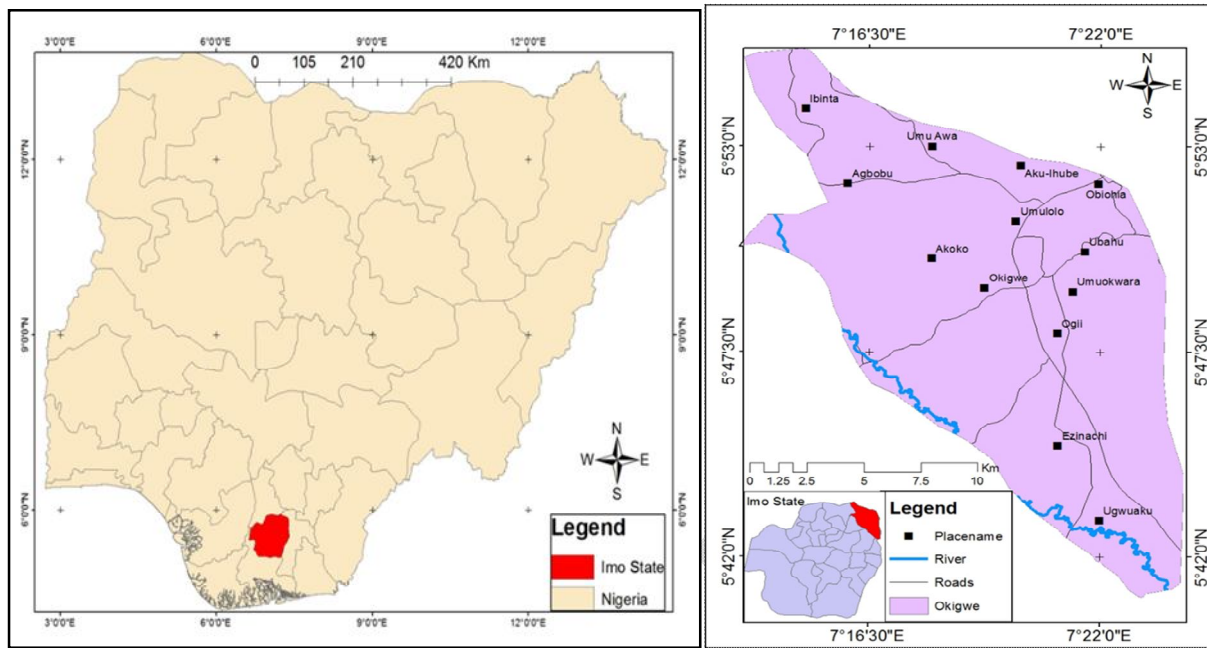 3°0'0"E 6°0'0"E 9°0'0"E 12°0'0"E
0 105 210 420 Km
12°0'0"N 12°0'0"N
9°0'0"N 9°0'0"N
6°0'0"N 6°0'0"N
N
W E
S
Legend
Imo State
Nigeria
3°0'0"E 6°0'0"E 9°0'0"E 12°0'0"E
7°16'30"E 7°22'0"E
N
W E
S
5°53'0"N 5°53'0"N
5°47'30"N 5°47'30"N
5°42'0"N 5°42'0"N
Ibinta
Umu Awa
Aku-Ihube
Agbobu
Obiohia
Umulolo
Ubahu
Akoko
Okigwe
Umuokwara
Ogii
Ezinachi
Ugwuaku
Km
0 1.25 2.5 5 10
Imo State
Legend
Placename
River
Roads
Okigwe
7°16'30"E 7°22'0"E